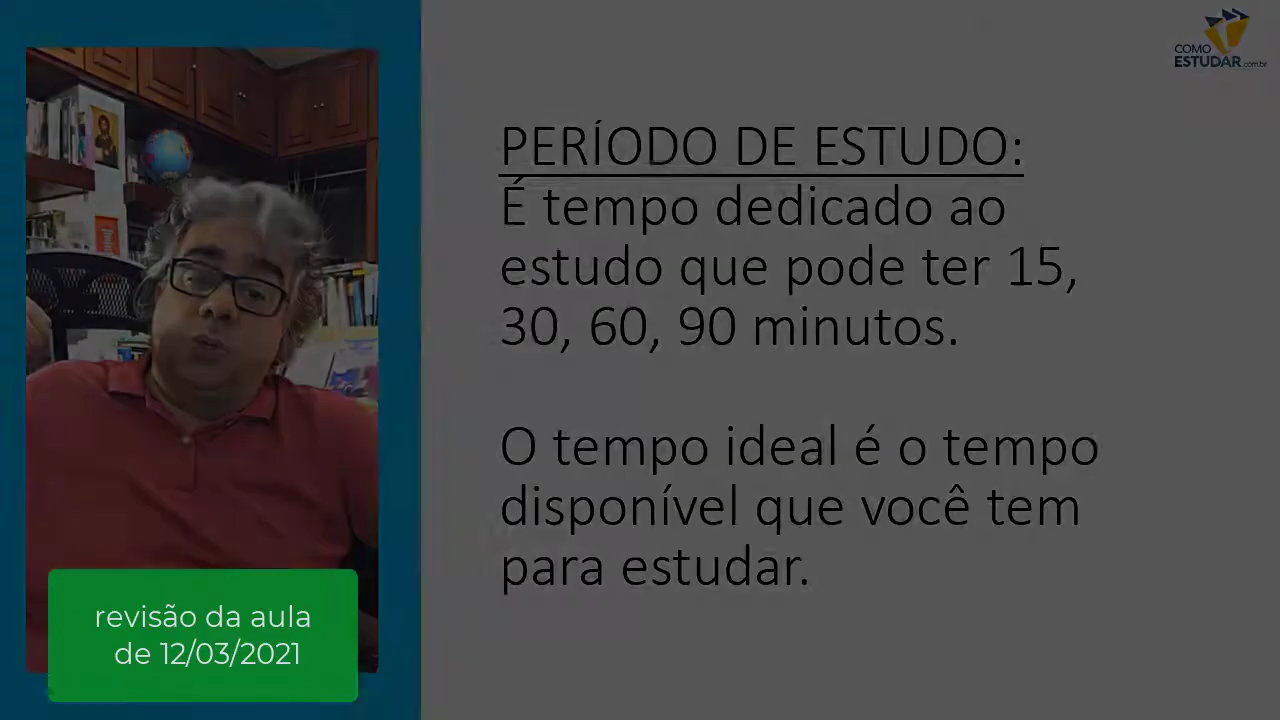 COMO
ESTUDAR.com.br
PERÍODO DE ESTUDO:
É tempo dedicado ao
estudo que pode ter 15,
30, 60, 90 minutos.
O tempo ideal é o tempo
disponível que você tem
para estudar.
revisão da aula
de 12/03/2021